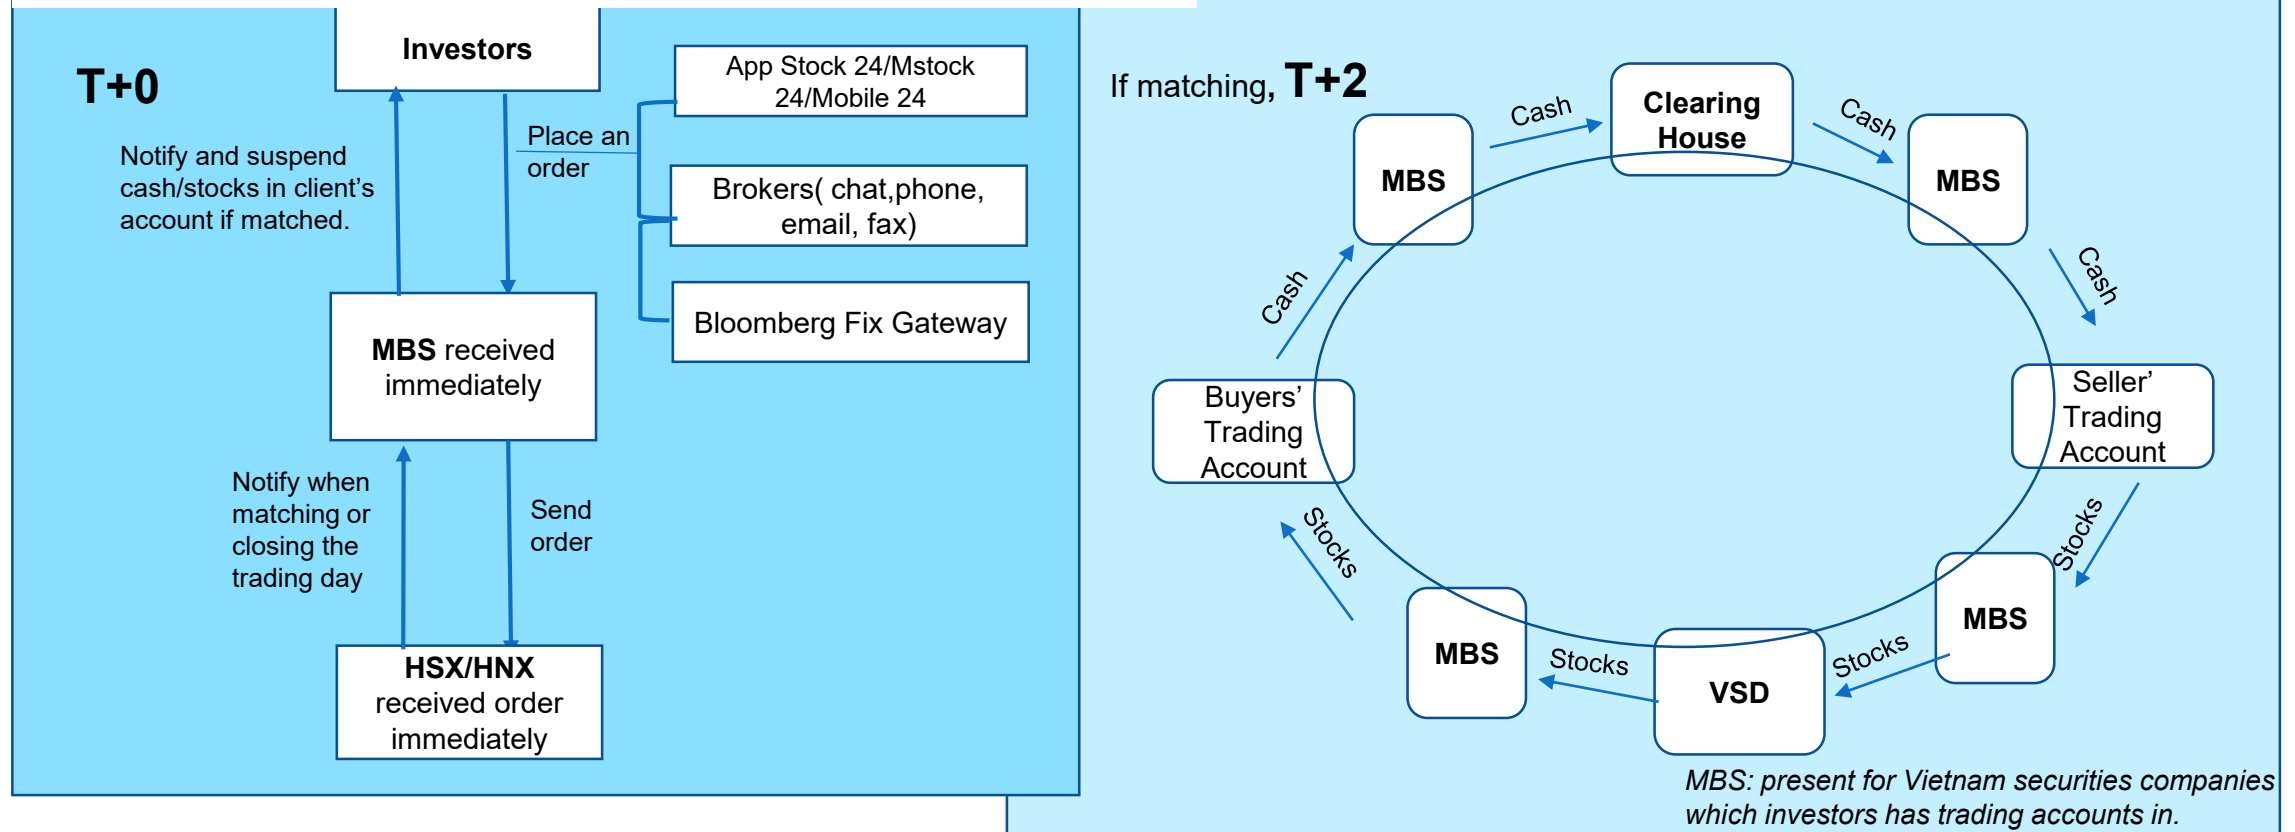 Investors
T+0
App Stock 24/Mstock
24/Mobile 24
Place an
order
Notify and suspend
cash/stocks in client’s
account if matched.
Brokers( chat,phone,
email, fax)
Bloomberg Fix Gateway
MBS received
immediately
Notify when
matching or
closing the
trading day
Send
order
HSX/HNX
received order
immediately
If matching, T+2
Clearing
House
Cash
Cash
MBS
MBS
Cash
Cash
Buyers’
Trading
Account
Seller’
Trading
Account
Stocks
Stocks
MBS
MBS
Stocks
Stocks
VSD
MBS: present for Vietnam securities companies
which investors has trading accounts in.